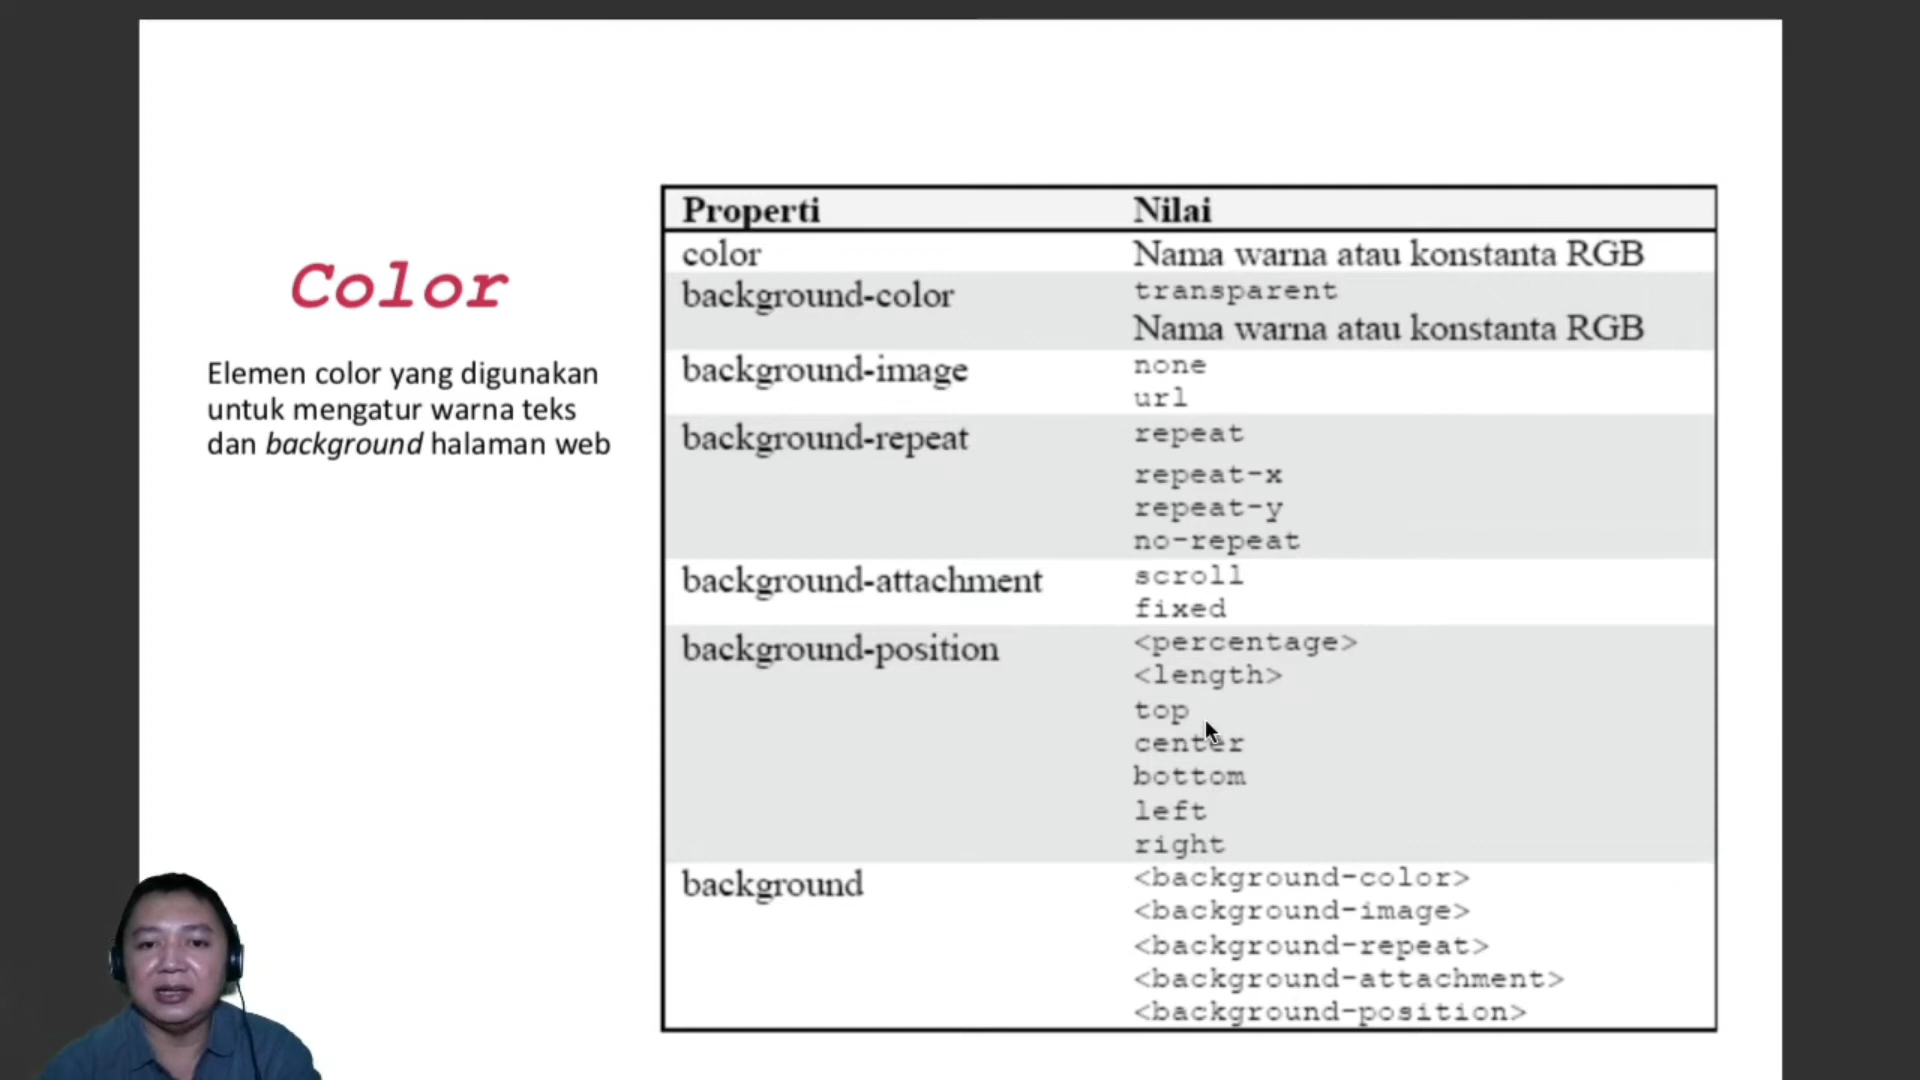 Color
Elemen color yang digunakan
untuk mengatur warna teks
dan background halaman web
Properti Nilai
color Nama warna atau konstanta RGB
background-color transparent
Nama warna atau konstanta RGB
background-image none
url
background-repeat repeat
repeat-x
repeat-y
no-repeat
background-attachment scroll
fixed
background-position <percentage>
<length>
top
center
bottom
left
right
background <background-color>
<background-image>
<background-repeat>
<background-attachment>
<background-position>